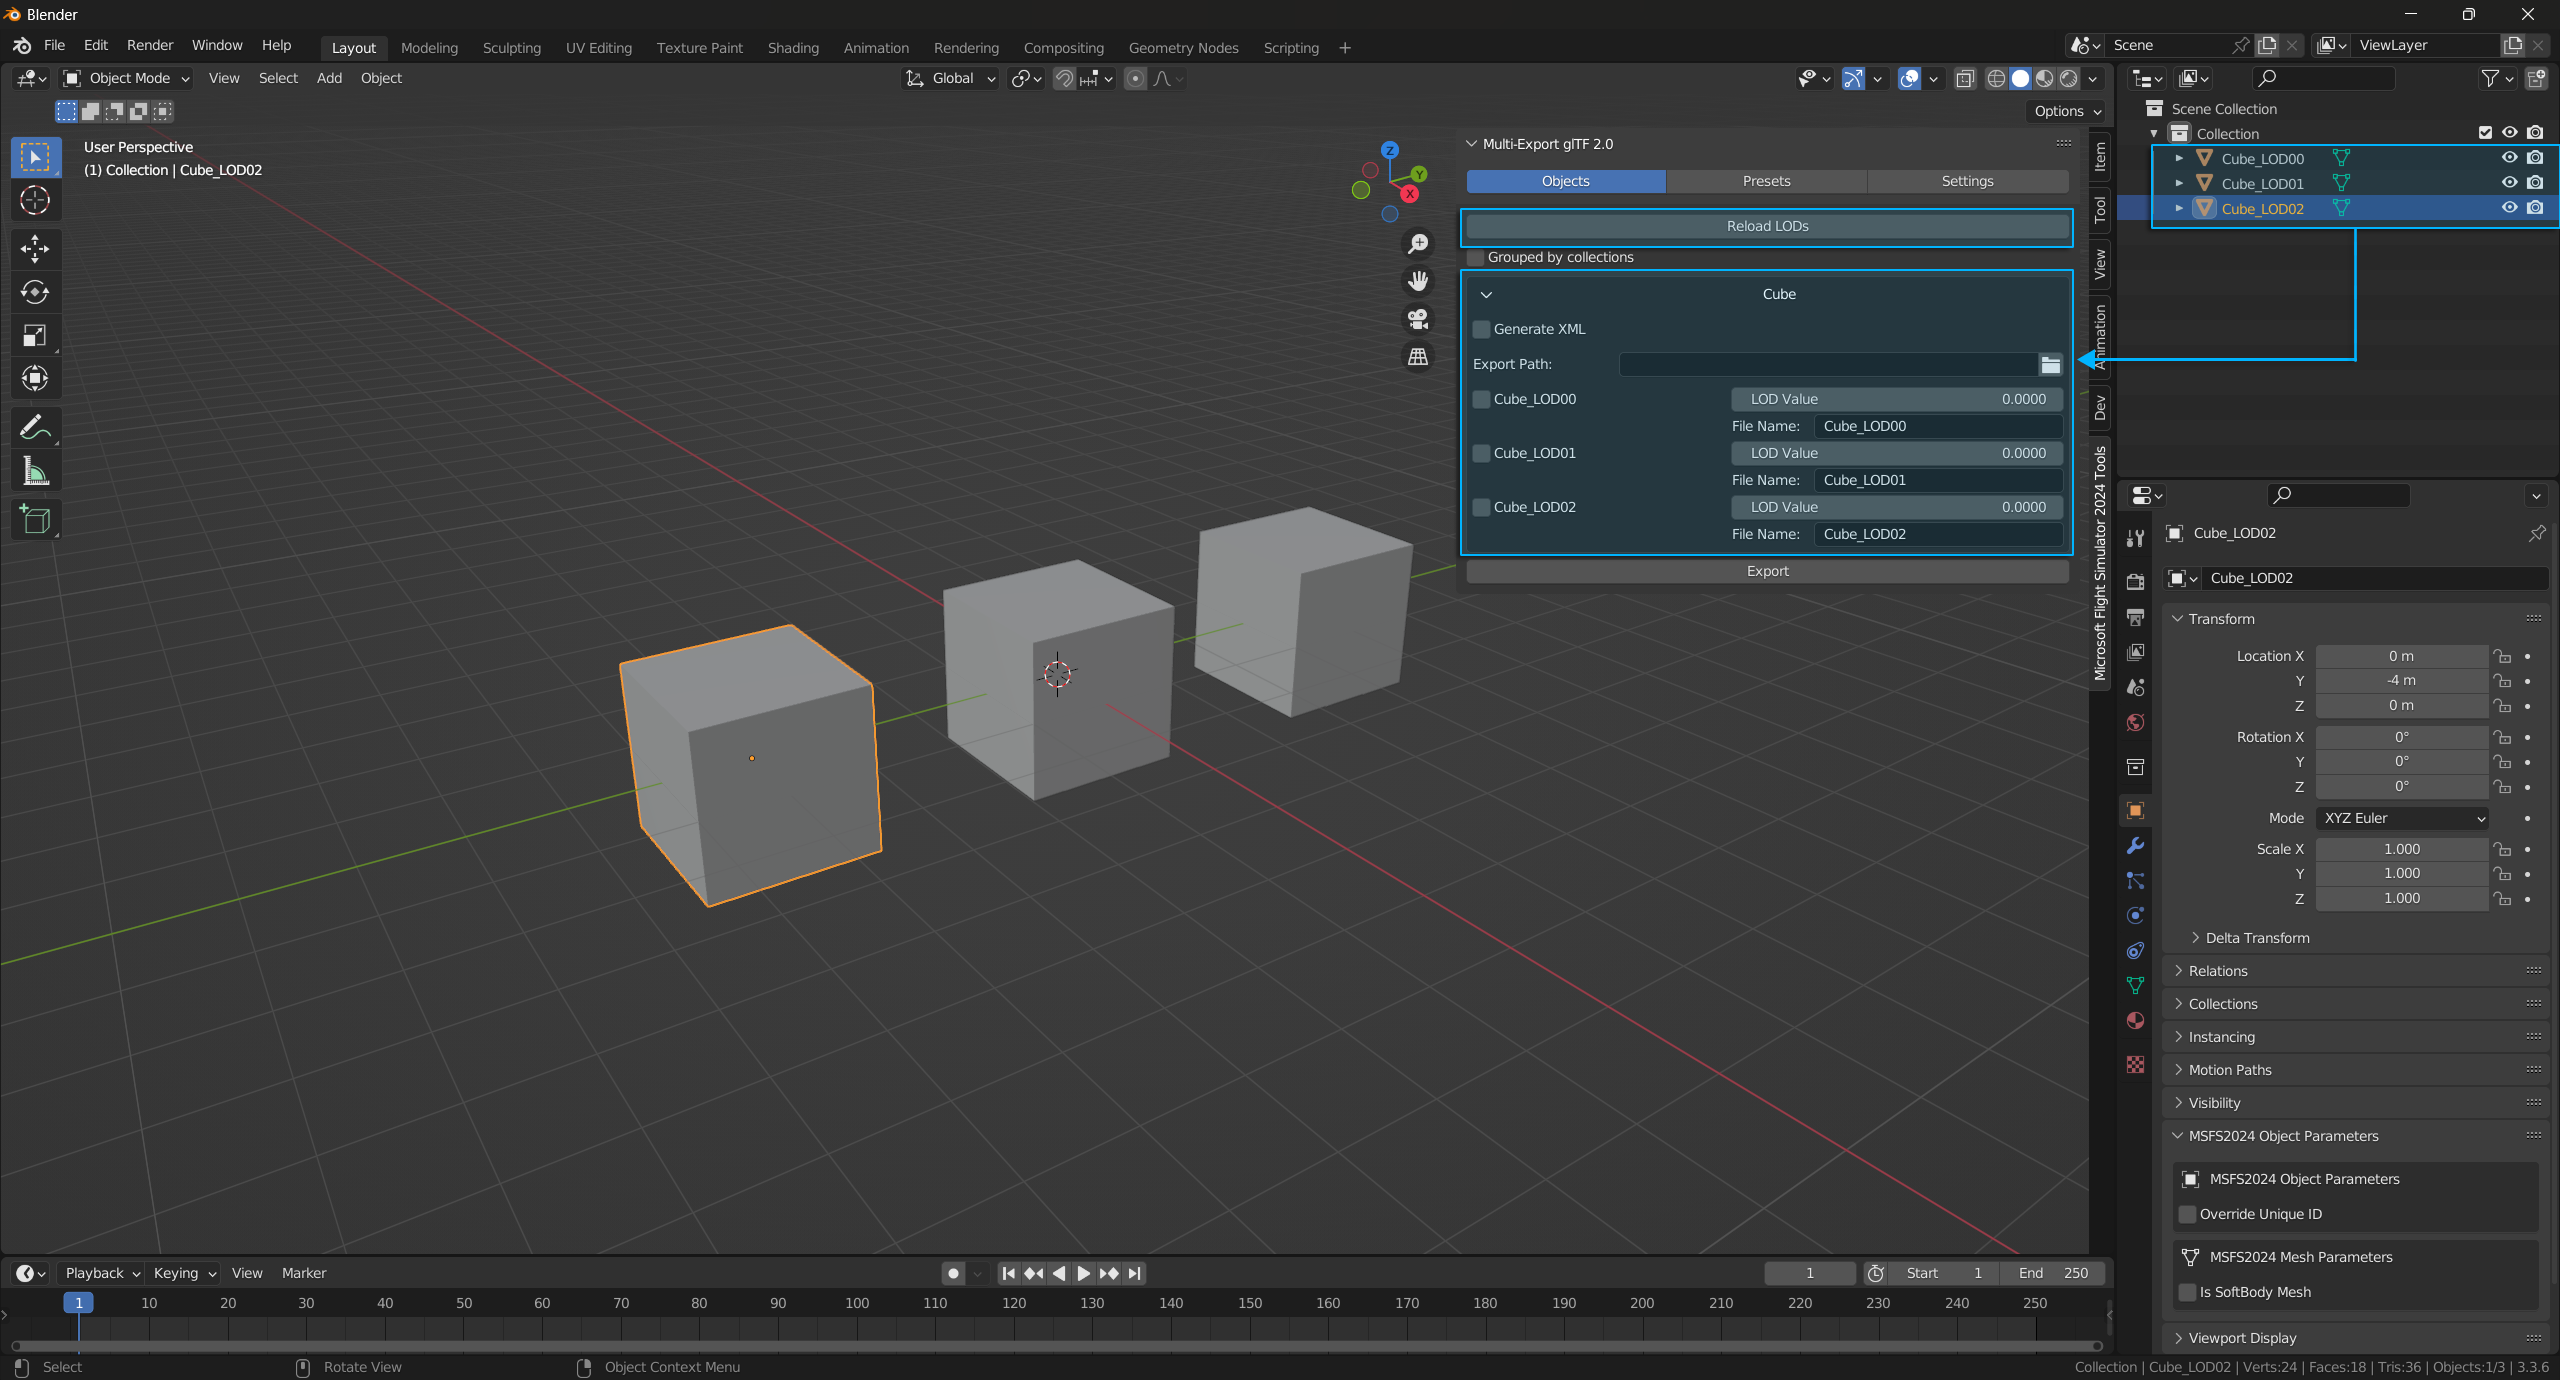 Blender
File Edit Render Window Help Layout Modeling Sculpting UV Editing Texture Paint Shading Animation Rendering Compositing Geometry Nodes Scripting + Scene ViewLayer
Object Mode View Select Add Object Global
Options
User Perspective
(1) Collection | Cube_LOD02
Z
Y
X
Multi-Export glTF 2.0
Objects Presets Settings
Reload LODs
Grouped by collections
Cube
Generate XML
Export Path:
Cube_LOD00 LOD Value 0.0000
File Name: Cube_LOD00
Cube_LOD01 LOD Value 0.0000
File Name: Cube_LOD01
Cube_LOD02 LOD Value 0.0000
File Name: Cube_LOD02
Export
Item
Tool
View
Animation
Dev
Microsoft Flight Simulator 2024 Tools
Scene Collection
Collection
Cube_LOD00
Cube_LOD01
Cube_LOD02
Cube_LOD02
Cube_LOD02
Transform
Location X 0 m
Y -4 m
Z 0 m
Rotation X 0°
Y 0°
Z 0°
Mode XYZ Euler
Scale X 1.000
Y 1.000
Z 1.000
Delta Transform
Relations
Collections
Instancing
Motion Paths
Visibility
MSFS2024 Object Parameters
MSFS2024 Object Parameters
Override Unique ID
MSFS2024 Mesh Parameters
Is SoftBody Mesh
Viewport Display
Playback Keying View Marker 1 Start 1 End 250
1 10 20 30 40 50 60 70 80 90 100 110 120 130 140 150 160 170 180 190 200 210 220 230 240 250
Select Rotate View Object Context Menu Collection | Cube_LOD02 | Verts:24 | Faces:18 | Tris:36 | Objects:1/3 | 3.3.6